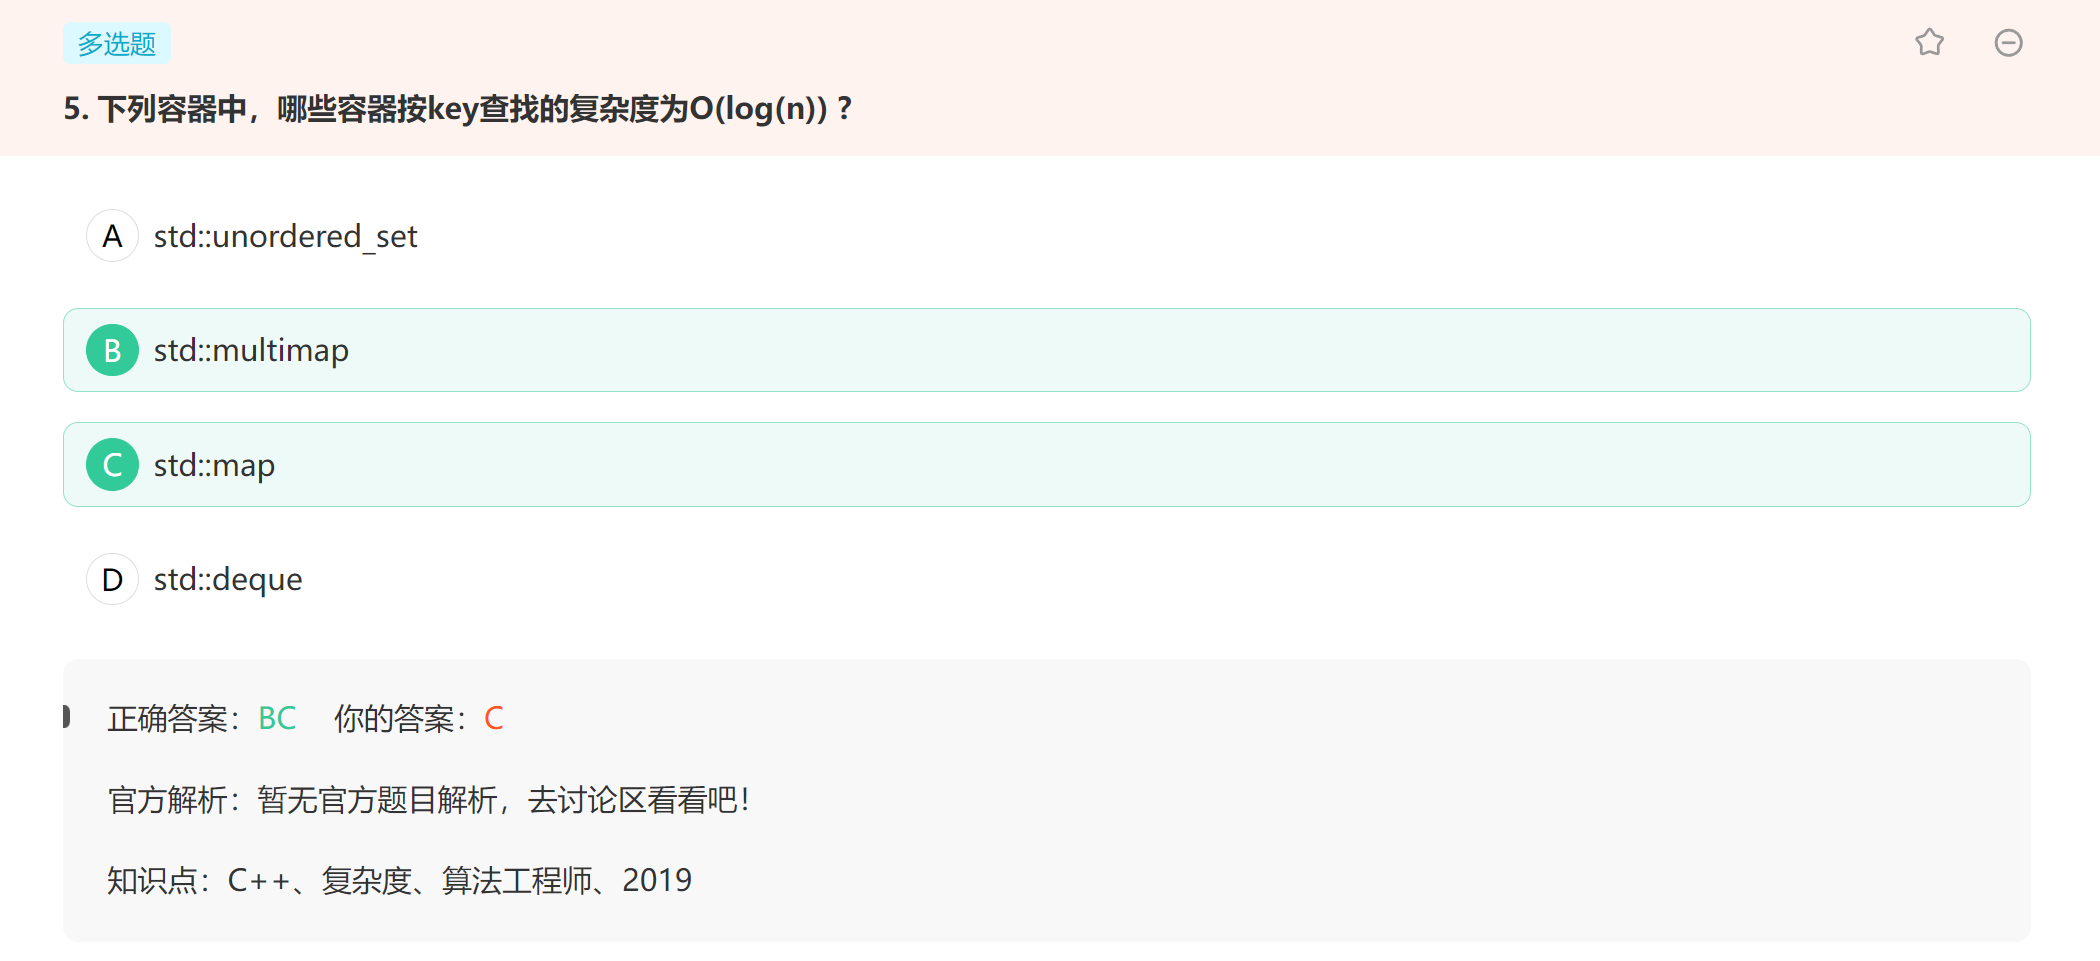 多选题
5. 下列容器中，哪些容器按key查找的复杂度为O(log(n))？
A std::unordered_set
B std::multimap
C std::map
D std::deque
正确答案：BC 你的答案：C
官方解析：暂无官方题目解析，去讨论区看看吧！
知识点：C++、复杂度、算法工程师、2019